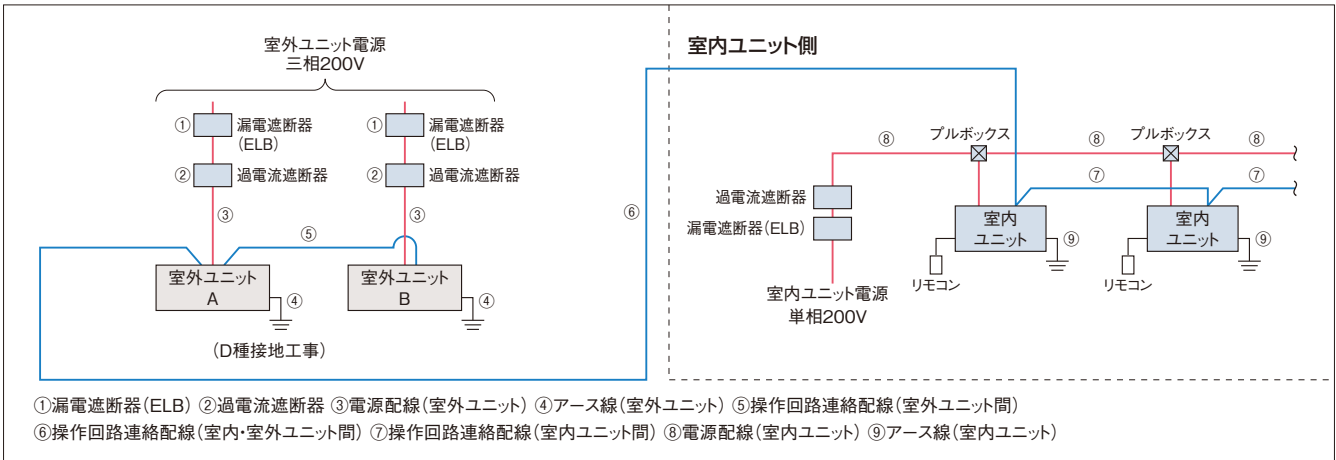 室外ユニット電源
三相200V
① 漏電遮断器
(ELB)
② 過電流遮断器
③
① 漏電遮断器
(ELB)
② 過電流遮断器
③
⑤
室外ユニット
A
④
室外ユニット
B
④
(D種接地工事)
⑥
室内ユニット側
⑧
プルボックス
⑧
プルボックス
⑧
過電流遮断器
漏電遮断器(ELB)
⑦
⑦
室内
ユニット
⑨
リモコン
室内
ユニット
⑨
リモコン
室内ユニット電源
単相200V
①漏電遮断器(ELB) ②過電流遮断器 ③電源配線(室外ユニット) ④アース線(室外ユニット) ⑤操作回路連絡配線(室外ユニット間)
⑥操作回路連絡配線(室内・室外ユニット間) ⑦操作回路連絡配線(室内ユニット間) ⑧電源配線(室内ユニット) ⑨アース線(室内ユニット)